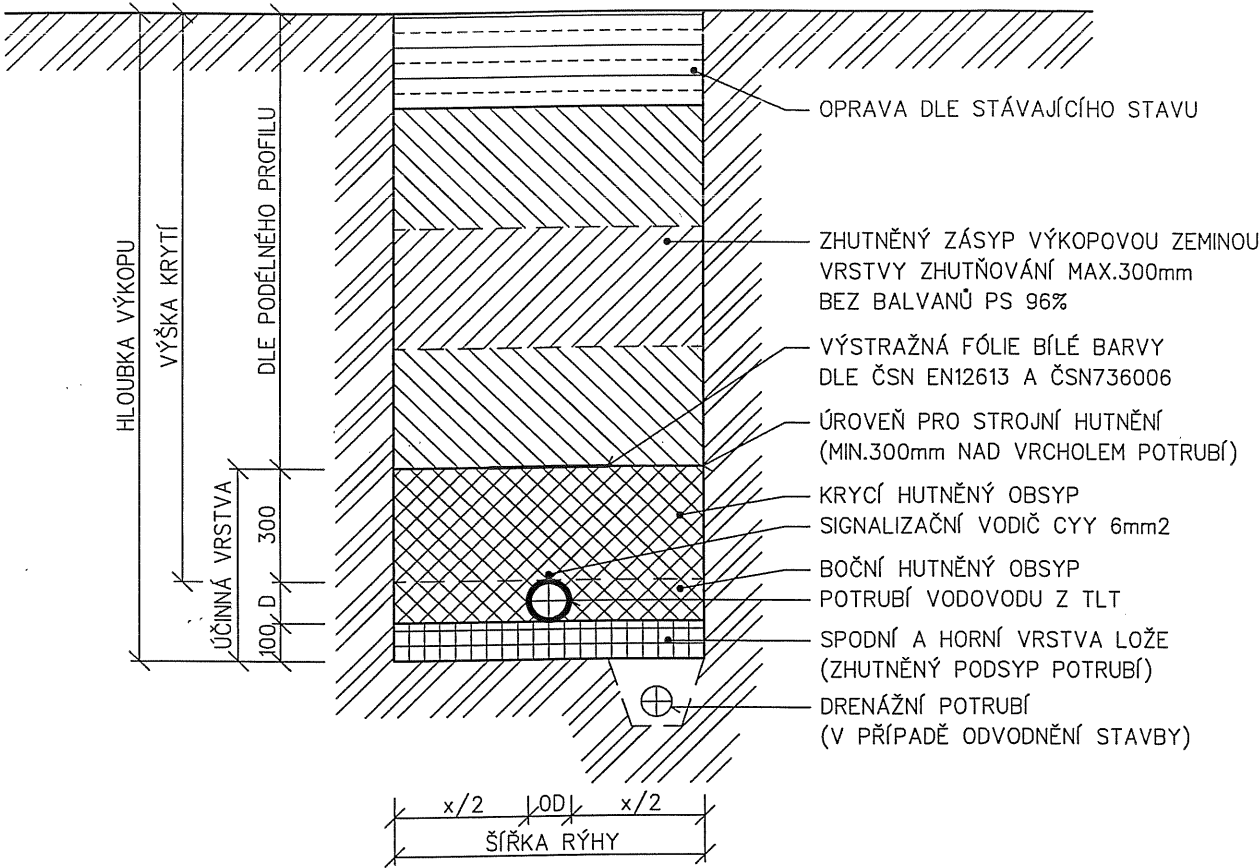 HLOUBKA VÝKOPU
VÝŠKA KRYTÍ
DLE PODÉLNÉHO PROFILU
ÚČINNÁ VRSTVA
300
D
100
OPRAVA DLE STÁVAJÍCÍHO STAVU
ZHUTNĚNÝ ZÁSYP VÝKOPOVOU ZEMINOU
VRSTVY ZHUTŇOVÁNÍ MAX.300mm
BEZ BALVANŮ PS 96%
VÝSTRAŽNÁ FÓLIE BÍLÉ BARVY
DLE ČSN EN12613 A ČSN736006
ÚROVEŇ PRO STROJNÍ HUTNĚNÍ
(MIN.300mm NAD VRCHOLEM POTRUBÍ)
KRYCÍ HUTNĚNÝ OBSYP
SIGNALIZAČNÍ VODIČ CYY 6mm2
BOČNÍ HUTNĚNÝ OBSYP
POTRUBÍ VODOVODU Z TLT
SPODNÍ A HORNÍ VRSTVA LOŽE
(ZHUTNĚNÝ PODSYP POTRUBÍ)
DRENÁŽNÍ POTRUBÍ
(V PŘÍPADĚ ODVODNĚNÍ STAVBY)
x/2 OD x/2
ŠÍŘKA RÝHY